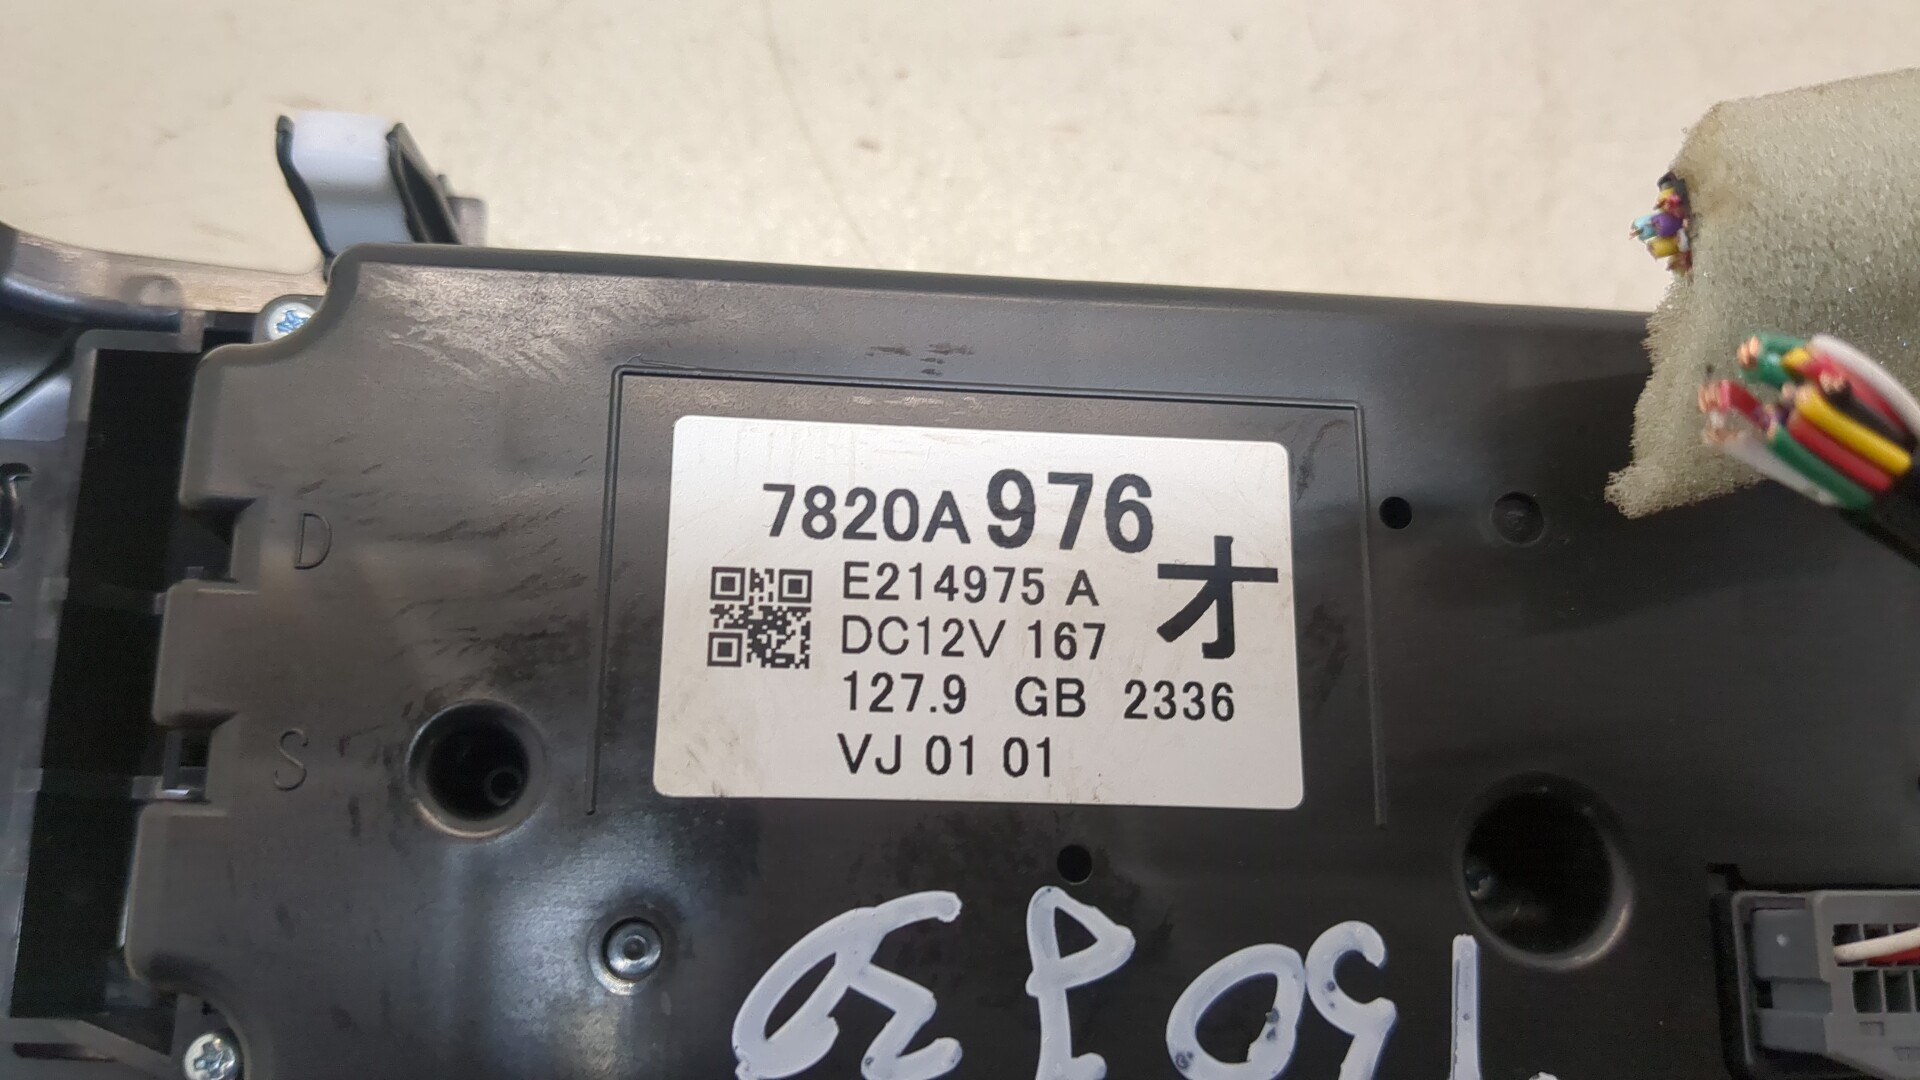 7820A976
オ
E214975 A
DC12V 167
127.9 GB 2336
VJ 01 01
D
S